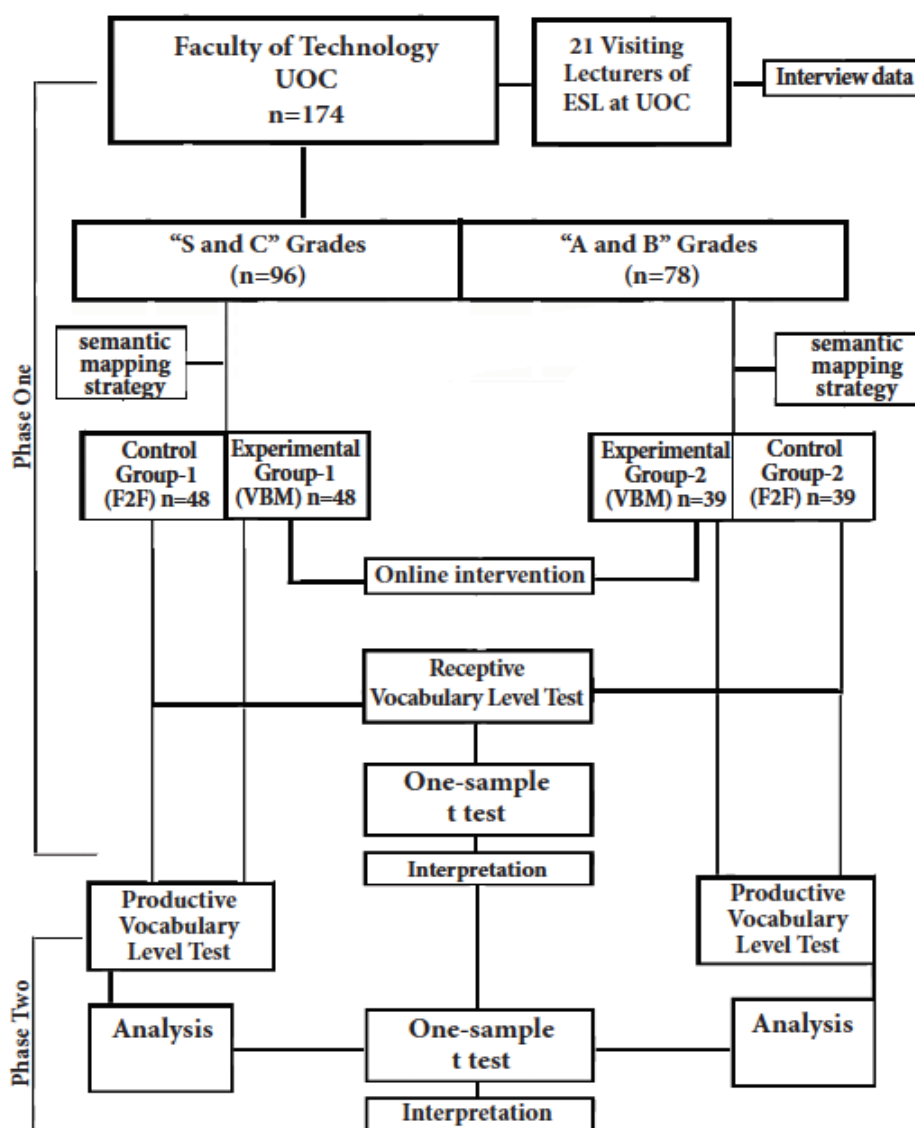 Faculty of Technology
UOC
n=174
21 Visiting
Lecturers of
ESL at UOC
Interview data
Phase One
“S and C” Grades
(n=96)
“A and B” Grades
(n=78)
semantic
mapping
strategy
semantic
mapping
strategy
Control
Group-1
(F2F) n=48
Experimental
Group-1
(VBM) n=48
Experimental
Group-2
(VBM) n=39
Control
Group-2
(F2F) n=39
Online intervention
Receptive
Vocabulary Level Test
One-sample
t test
Interpretation
Productive
Vocabulary
Level Test
Productive
Vocabulary
Level Test
Phase Two
Analysis
One-sample
t test
Analysis
Interpretation